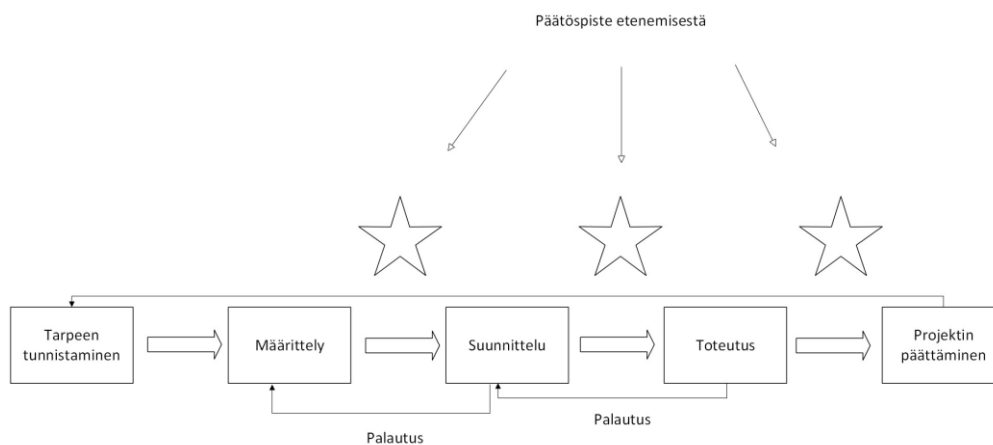 Päätöspiste etenemisestä
Tarpeen
tunnistaminen
Määrittely
Suunnittelu
Toteutus
Projektin
päättäminen
Palautus
Palautus